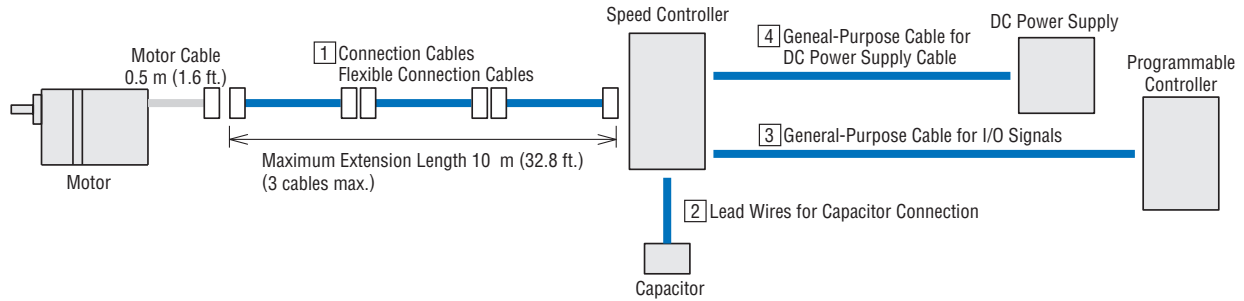 Speed Controller
DC Power Supply
4 Geneal-Purpose Cable for
DC Power Supply Cable
Motor Cable
0.5 m (1.6 ft.)
1 Connection Cables
Flexible Connection Cables
Programmable
Controller
3 General-Purpose Cable for I/O Signals
Maximum Extension Length 10 m (32.8 ft.)
(3 cables max.)
Motor
2 Lead Wires for Capacitor Connection
Capacitor